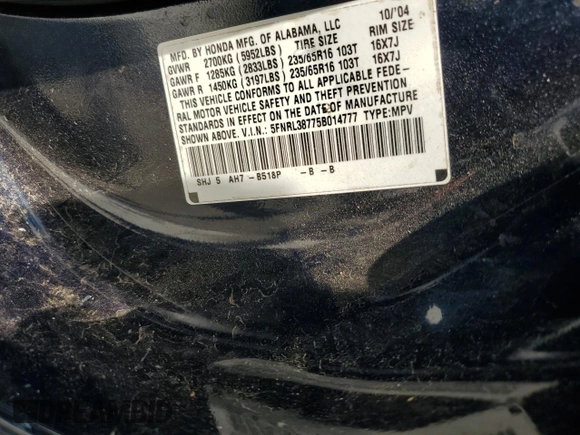 MFD. BY HONDA MFG. OF ALABAMA, LLC 10/'04
GVWR 2700KG (5952LBS) TIRE SIZE RIM SIZE
GAWR F 1285KG (2833LBS) 235/65R16 103T 16X7J
GAWR R 1450KG (3197LBS) 235/65R16 103T 16X7J
THIS VEHICLE CONFORMS TO ALL APPLICABLE FEDE-
RAL MOTOR VEHICLE SAFETY AND THEFT PREVENTION
STANDARDS IN EFFECT ON THE DATE OF MANUFACTURE
SHOWN ABOVE. V.I.N.: 5FNRL38775B014777 TYPE:MPV
SHJ 5 AH7 -B518P -B -B